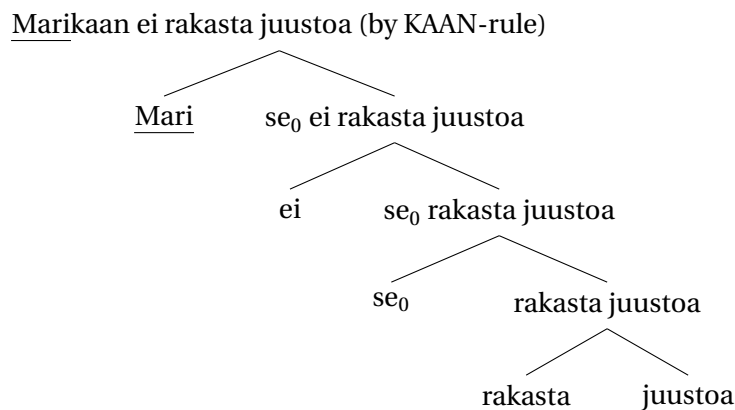 Marikaan ei rakasta juustoa (by KAAN-rule)
Mari se₀ ei rakasta juustoa
ei se₀ rakasta juustoa
se₀ rakasta juustoa
rakasta juustoa